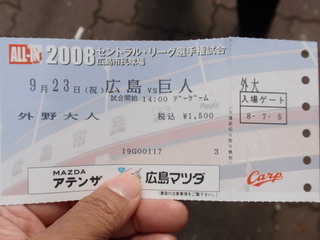 ALL-IN 2008 セントラル・リーグ選手権試合
広島市民球場
9月23日(祝) 広島 vs 巨人
試合開始 14:00 デーゲーム
外野大人 税込 ¥1,500
19G00117 3
MAZDA
アテンザ 広島マツダ
外大
入場ゲート
8-7-5
Carp